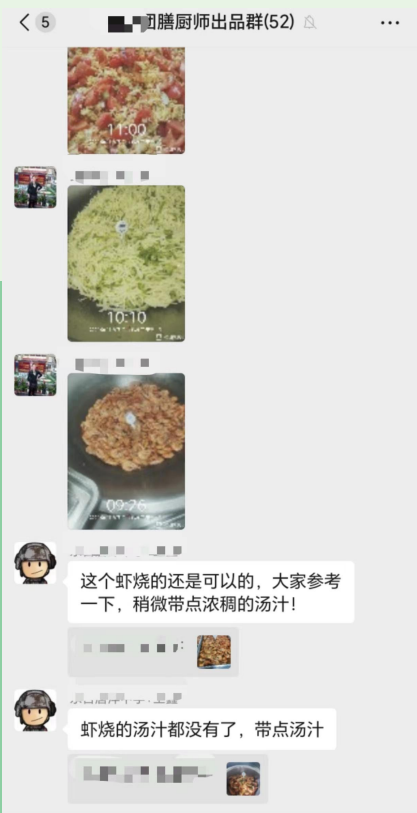 5
团膳厨师出品群(52)
11:00
10:10
09:26
这个虾烧的还是可以的，大家参考
一下，稍微带点浓稠的汤汁！
虾烧的汤汁都没有了，带点汤汁